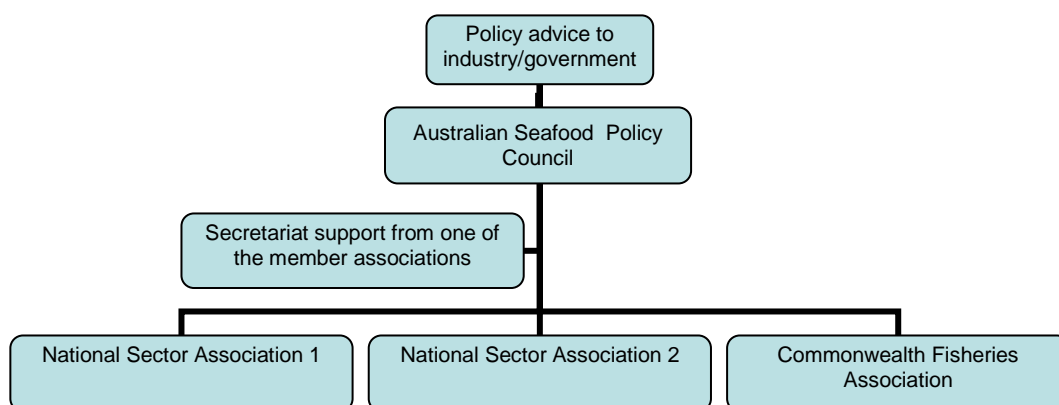 Policy advice to
industry/government
Australian Seafood  Policy
Council
Secretariat support from one of
the member associations
National Sector Association 1
National Sector Association 2
Commonwealth Fisheries
Association